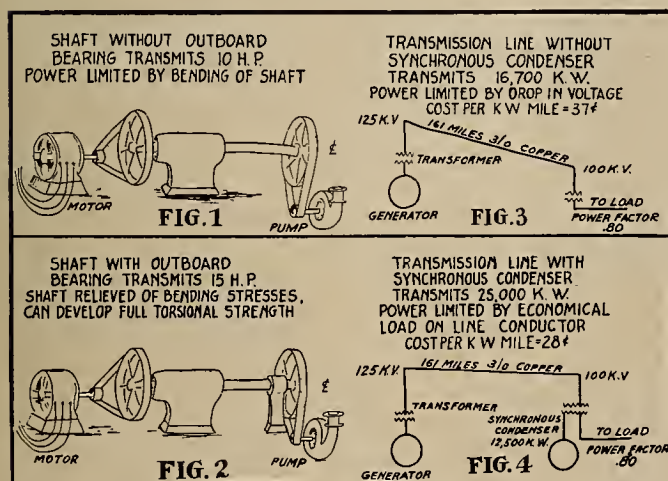 SHAFT WITHOUT OUTBOARD
BEARING TRANSMITS 10 H.P.
POWER LIMITED BY BENDING OF SHAFT
MOTOR
FIG.1
PUMP
℄
TRANSMISSION LINE WITHOUT
SYNCHRONOUS CONDENSER
TRANSMITS 16,700 K.W.
POWER LIMITED BY DROP IN VOLTAGE
COST PER K W MILE=37¢
125 K.V
161 MILES 3/0 COPPER
100 K.V.
TRANSFORMER
GENERATOR
FIG.3
TO LOAD
POWER FACTOR
.80
SHAFT WITH OUTBOARD
BEARING TRANSMITS 15 H.P.
SHAFT RELIEVED OF BENDING STRESSES,
CAN DEVELOP FULL TORSIONAL STRENGTH
MOTOR
FIG.2
PUMP
℄
TRANSMISSION LINE WITH
SYNCHRONOUS CONDENSER
TRANSMITS 25,000 K.W.
POWER LIMITED BY ECONOMICAL
LOAD ON LINE CONDUCTOR
COST PER K W MILE=28¢
125 K.V.
161 MILES 3/0 COPPER
100 K.V
TRANSFORMER
SYNCHRONOUS
CONDENSER
12,500 K.W.
GENERATOR
FIG.4
TO LOAD
POWER FACTOR
.80